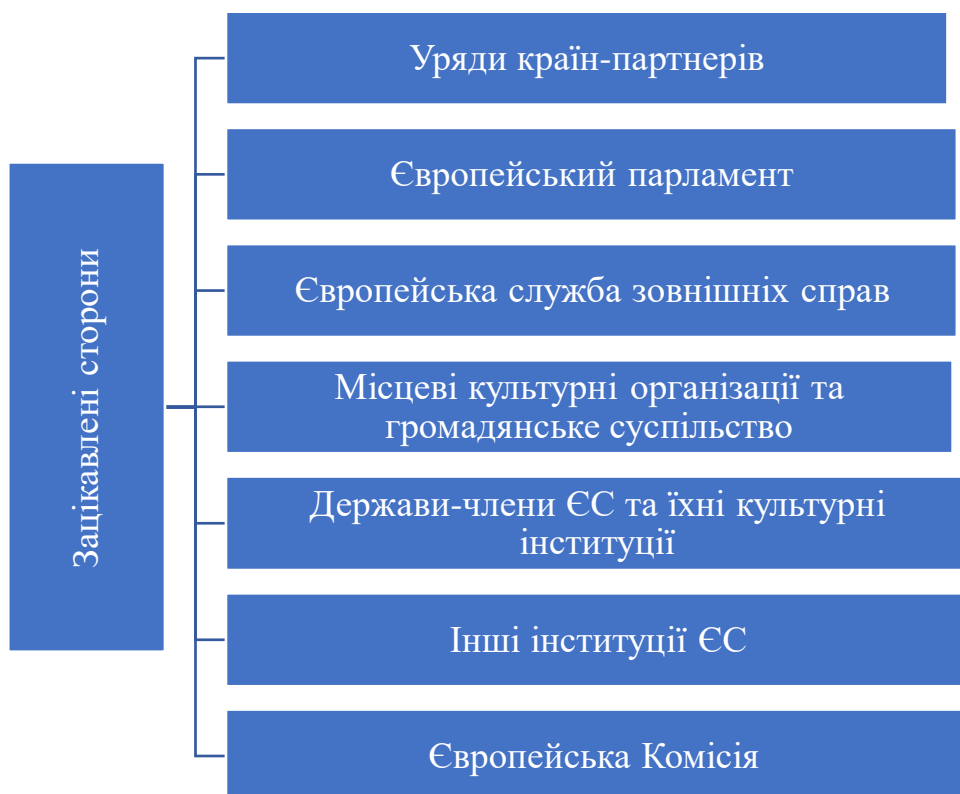 Зацікавлені сторони
Уряди країн-партнерів
Європейський парламент
Європейська служба зовнішніх справ
Місцеві культурні організації та
громадянське суспільство
Держави-члени ЄС та їхні культурні
інституції
Інші інституції ЄС
Європейська Комісія